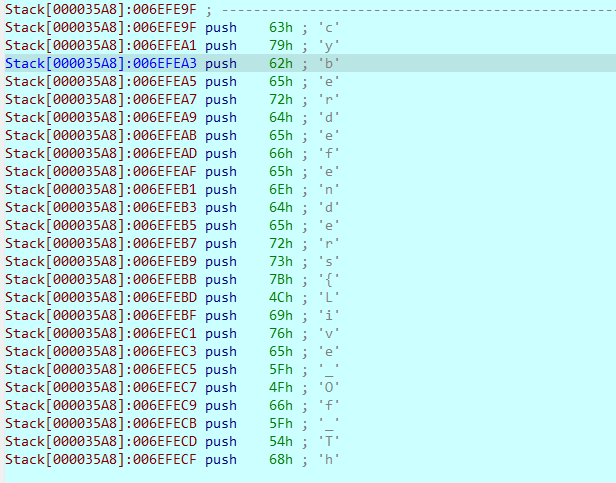 Stack[000035A8]:006EFE9F ; ------------------------------------------------
Stack[000035A8]:006EFE9F push 63h ; 'c'
Stack[000035A8]:006EFEA1 push 79h ; 'y'
Stack[000035A8]:006EFEA3 push 62h ; 'b'
Stack[000035A8]:006EFEA5 push 65h ; 'e'
Stack[000035A8]:006EFEA7 push 72h ; 'r'
Stack[000035A8]:006EFEA9 push 64h ; 'd'
Stack[000035A8]:006EFEAB push 65h ; 'e'
Stack[000035A8]:006EFEAD push 66h ; 'f'
Stack[000035A8]:006EFEAF push 65h ; 'e'
Stack[000035A8]:006EFEB1 push 6Eh ; 'n'
Stack[000035A8]:006EFEB3 push 64h ; 'd'
Stack[000035A8]:006EFEB5 push 65h ; 'e'
Stack[000035A8]:006EFEB7 push 72h ; 'r'
Stack[000035A8]:006EFEB9 push 73h ; 's'
Stack[000035A8]:006EFEBB push 7Bh ; '{'
Stack[000035A8]:006EFEBD push 4Ch ; 'L'
Stack[000035A8]:006EFEBF push 69h ; 'i'
Stack[000035A8]:006EFEC1 push 76h ; 'v'
Stack[000035A8]:006EFEC3 push 65h ; 'e'
Stack[000035A8]:006EFEC5 push 5Fh ; '_'
Stack[000035A8]:006EFEC7 push 4Fh ; 'O'
Stack[000035A8]:006EFEC9 push 66h ; 'f'
Stack[000035A8]:006EFECB push 5Fh ; '_'
Stack[000035A8]:006EFECD push 54h ; 'T'
Stack[000035A8]:006EFECF push 68h ; 'h'